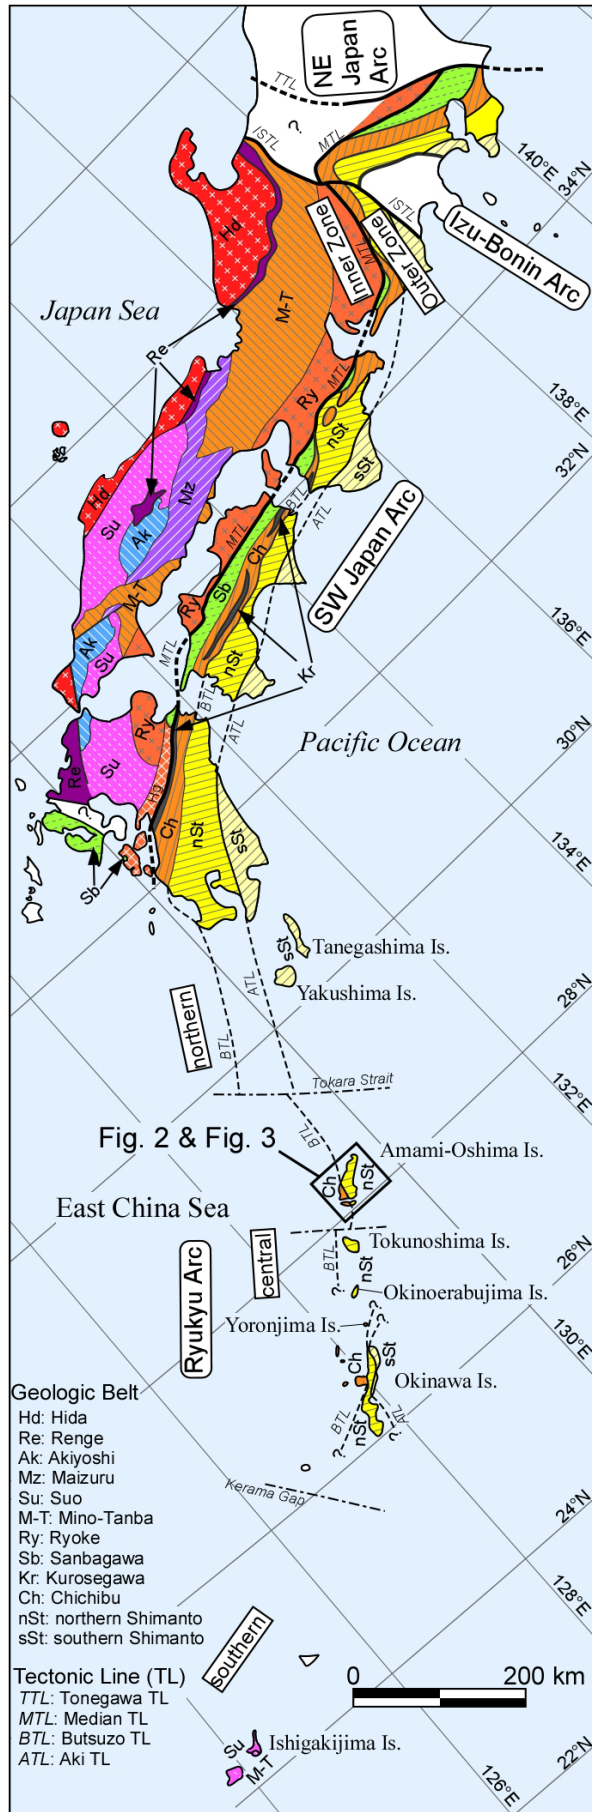 NE
Japan
Arc
TTL
?
ISTL
MTL
140°E
34°N
ISTL
Izu-Bonin Arc
Hd
Inner Zone
MTL
Outer Zone
Japan Sea
M-T
Re
138°E
32°N
Ry
MTL
nSt
sSt
Hd
Su
Mz
Ak
BTL
ATL
SW Japan Arc
MTL
Ch
Sb
Ry
M-T
Ak
Su
MTL
nSt
Kr
136°E
30°N
BTL
ATL
Pacific Ocean
Ry
Su
Re
Hg
?
Ch
nSt
sSt
Sb
134°E
28°N
sSt
Tanegashima Is.
Yakushima Is.
northern
BTL
ATL
132°E
Tokara Strait
BTL
Fig. 2 & Fig. 3
Amami-Oshima Is.
Ch
nSt
East China Sea
26°N
Tokunoshima Is.
central
BTL
nSt
Ryukyu Arc
?
Okinoerabujima Is.
130°E
?
?
Yoronjima Is.
Ch
sSt
Okinawa Is.
BTL
nSt
ATL
?
?
Geologic Belt
Hd: Hida
Re: Renge
Ak: Akiyoshi
Mz: Maizuru
Su: Suo
M-T: Mino-Tanba
Ry: Ryoke
Sb: Sanbagawa
Kr: Kurosegawa
Ch: Chichibu
nSt: northern Shimanto
sSt: southern Shimanto
Kerama Gap
24°N
128°E
southern
Tectonic Line (TL)
TTL: Tonegawa TL
MTL: Median TL
BTL: Butsuzo TL
ATL: Aki TL
0 200 km
Su
Ishigakijima Is.
M-T
22°N
126°E